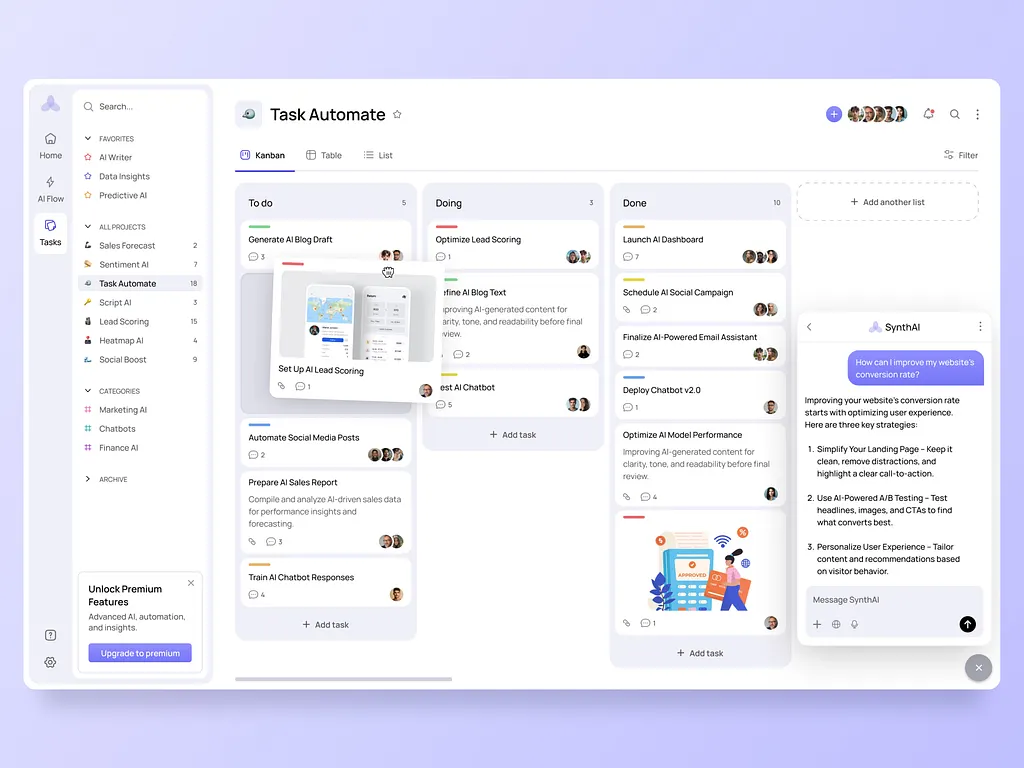 Search...
Home
AI Flow
Tasks
FAVORITES
AI Writer
Data Insights
Predictive AI
ALL PROJECTS
Sales Forecast 2
Sentiment AI 7
Task Automate 18
Script AI 3
Lead Scoring 15
Heatmap AI 4
Social Boost 9
CATEGORIES
Marketing AI
Chatbots
Finance AI
ARCHIVE
Unlock Premium
Features
Advanced AI, automation,
and insights.
Upgrade to premium
Task Automate
Kanban
Table
List
Filter
To do 5
Generate AI Blog Draft
3
Set Up AI Lead Scoring
1
Automate Social Media Posts
2
Prepare AI Sales Report
Compile and analyze AI-driven sales data
for performance insights and
forecasting.
3
Train AI Chatbot Responses
4
+ Add task
Doing 3
Optimize Lead Scoring
1
efine AI Blog Text
proving AI-generated content for
larity, tone, and readability before final
view.
2
est AI Chatbot
5
+ Add task
Done 10
Launch AI Dashboard
7
Schedule AI Social Campaign
2
Finalize AI-Powered Email Assistant
2
Deploy Chatbot v2.0
1
Optimize AI Model Performance
Improving AI-generated content for
clarity, tone, and readability before final
review.
4
APPROVED
1
+ Add task
+ Add another list
SynthAI
How can I improve my website's
conversion rate?
Improving your website's conversion rate
starts with optimizing user experience.
Here are three key strategies:
1. Simplify Your Landing Page – Keep it
clean, remove distractions, and
highlight a clear call-to-action.
2. Use AI-Powered A/B Testing – Test
headlines, images, and CTAs to find
what converts best.
3. Personalize User Experience – Tailor
content and recommendations based
on visitor behavior.
Message SynthAI